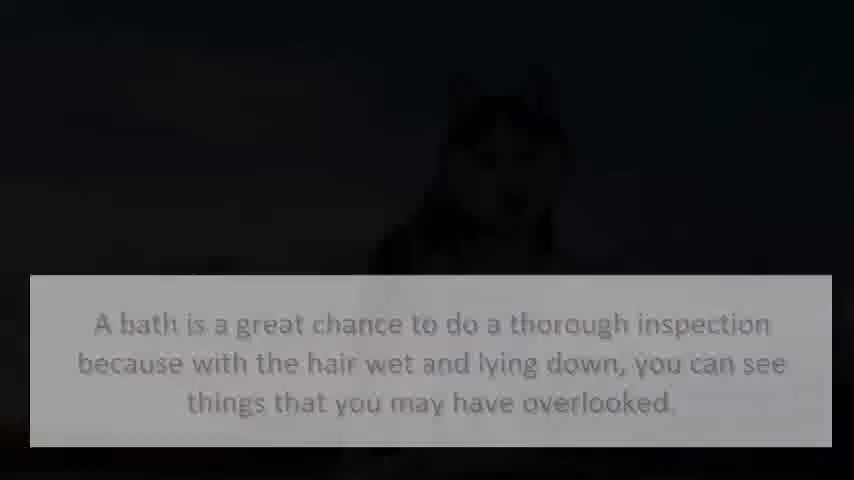 A bath is a great chance to do a thorough inspection
because with the hair wet and lying down, you can see
things that you may have overlooked.